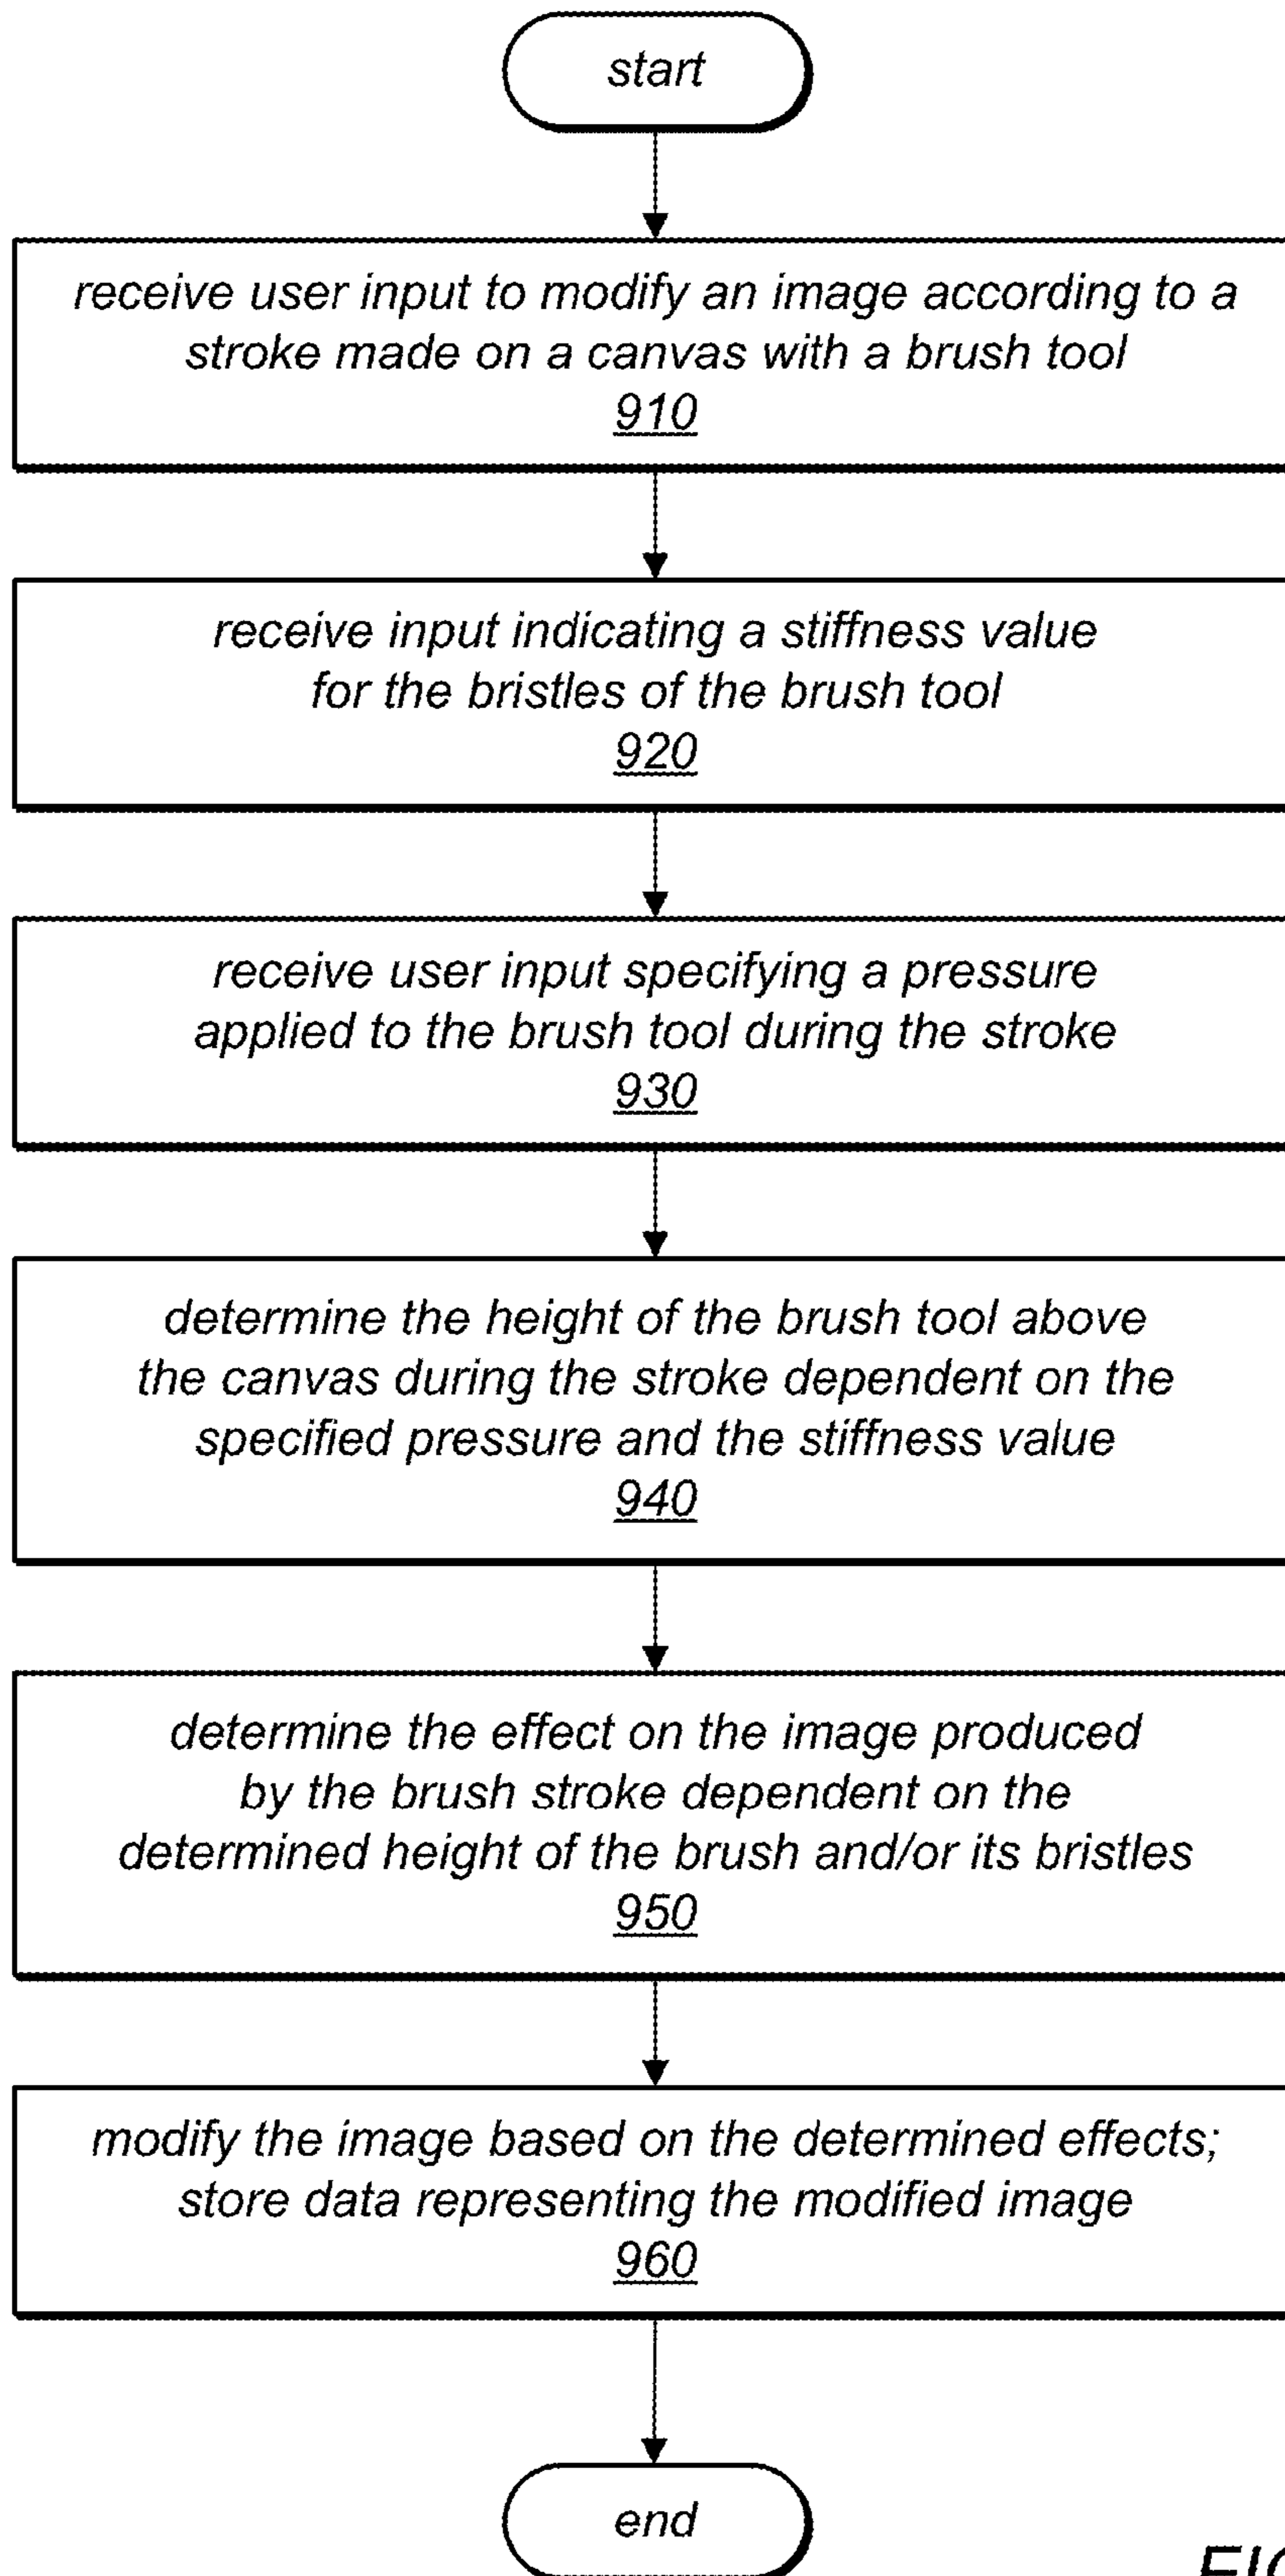 start
receive user input to modify an image according to a
stroke made on a canvas with a brush tool
910
receive input indicating a stiffness value
for the bristles of the brush tool
920
receive user input specifying a pressure
applied to the brush tool during the stroke
930
determine the height of the brush tool above
the canvas during the stroke dependent on the
specified pressure and the stiffness value
940
determine the effect on the image produced
by the brush stroke dependent on the
determined height of the brush and/or its bristles
950
modify the image based on the determined effects;
store data representing the modified image
960
end